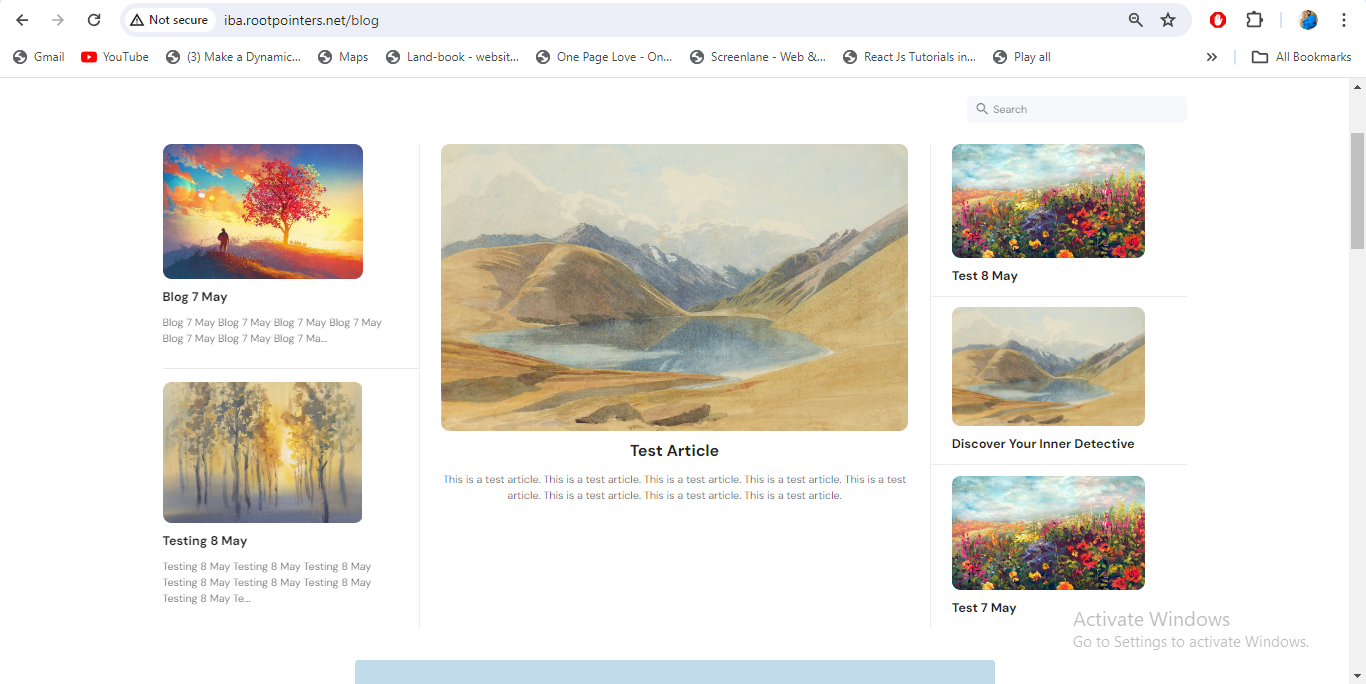 Not secure
iba.rootpointers.net/blog
Gmail
YouTube
(3) Make a Dynamic...
Maps
Land-book - websit...
One Page Love - On...
Screenlane - Web &...
React Js Tutorials in...
Play all
»
All Bookmarks
Search
Blog 7 May
Blog 7 May Blog 7 May Blog 7 May Blog 7 May
Blog 7 May Blog 7 May Blog 7 Ma...
Testing 8 May
Testing 8 May Testing 8 May Testing 8 May
Testing 8 May Testing 8 May Testing 8 May
Testing 8 May Te...
Test Article
This is a test article. This is a test article. This is a test article. This is a test article. This is a test
article. This is a test article. This is a test article. This is a test article.
Test 8 May
Discover Your Inner Detective
Test 7 May
Activate Windows
Go to Settings to activate Windows.